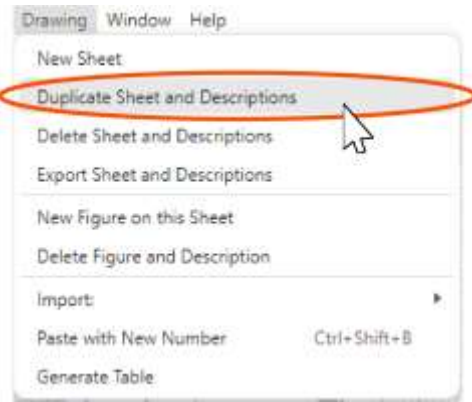 Drawing Window Help
New Sheet
Duplicate Sheet and Descriptions
Delete Sheet and Descriptions
Export Sheet and Descriptions
New Figure on this Sheet
Delete Figure and Description
Import:
Paste with New Number Ctrl+Shift+B
Generate Table